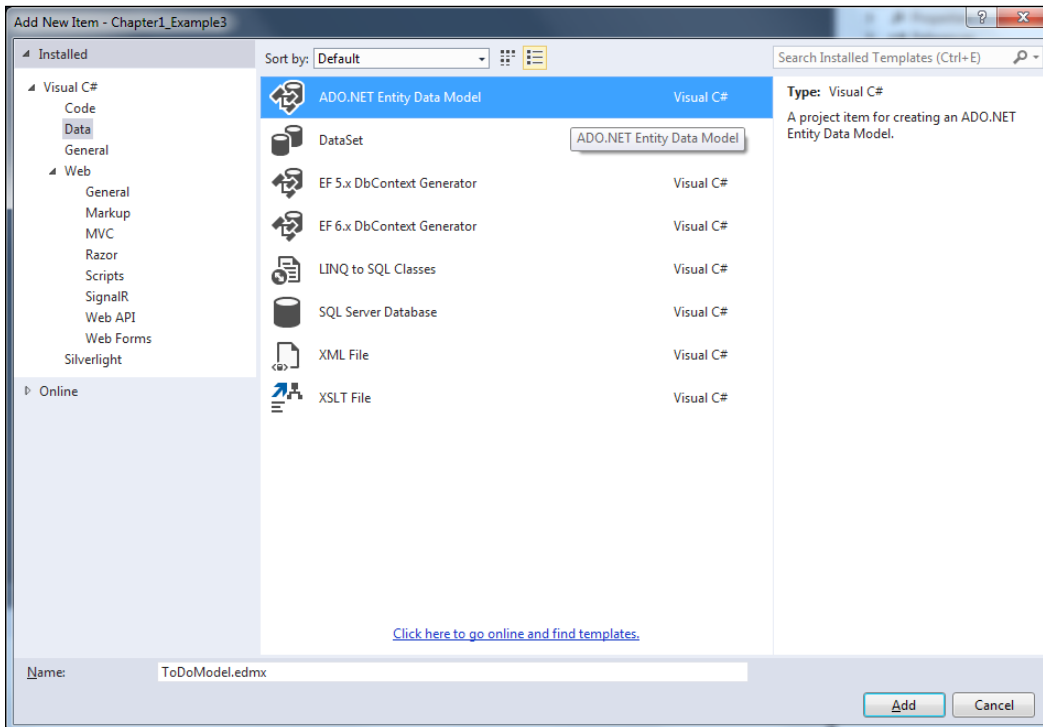 Add New Item - Chapter1_Example3
Installed
Sort by: Default
Search Installed Templates (Ctrl+E)
Visual C#
Code
Data
General
Web
General
Markup
MVC
Razor
Scripts
SignalR
Web API
Web Forms
Silverlight
Online
ADO.NET Entity Data Model Visual C#
DataSet
ADO.NET Entity Data Model
EF 5.x DbContext Generator Visual C#
EF 6.x DbContext Generator Visual C#
LINQ to SQL Classes Visual C#
SQL Server Database Visual C#
XML File Visual C#
XSLT File Visual C#
Click here to go online and find templates.
Type: Visual C#
A project item for creating an ADO.NET
Entity Data Model.
Name: ToDoModel.edmx
Add Cancel